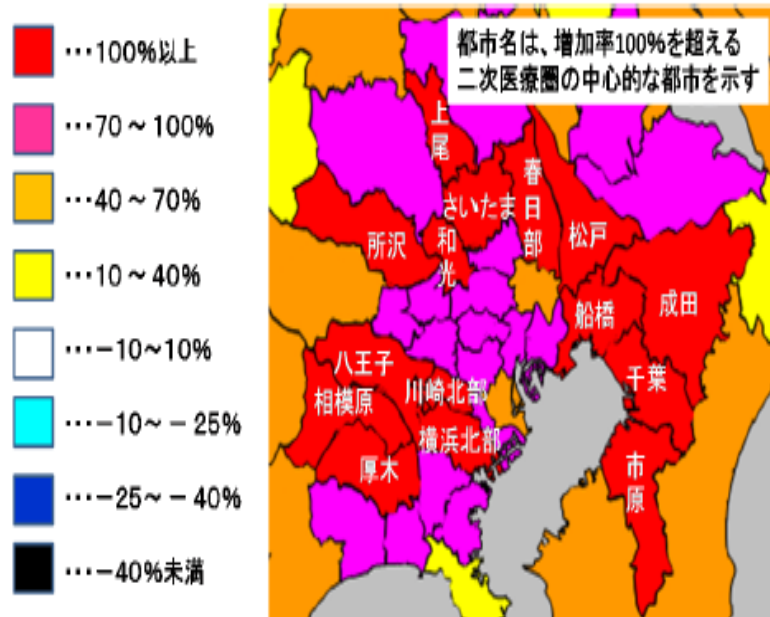 …100%以上
…70～100%
…40～70%
…10～40%
…－10~10%
…－10~－25%
…－25~－40%
…－40%未満
都市名は、増加率100%を超える
二次医療圏の中心的な都市を示す
上尾
春日部
さいたま
和光
所沢
松戸
船橋
成田
八王子
川崎北部
千葉
相模原
横浜北部
厚木
市原